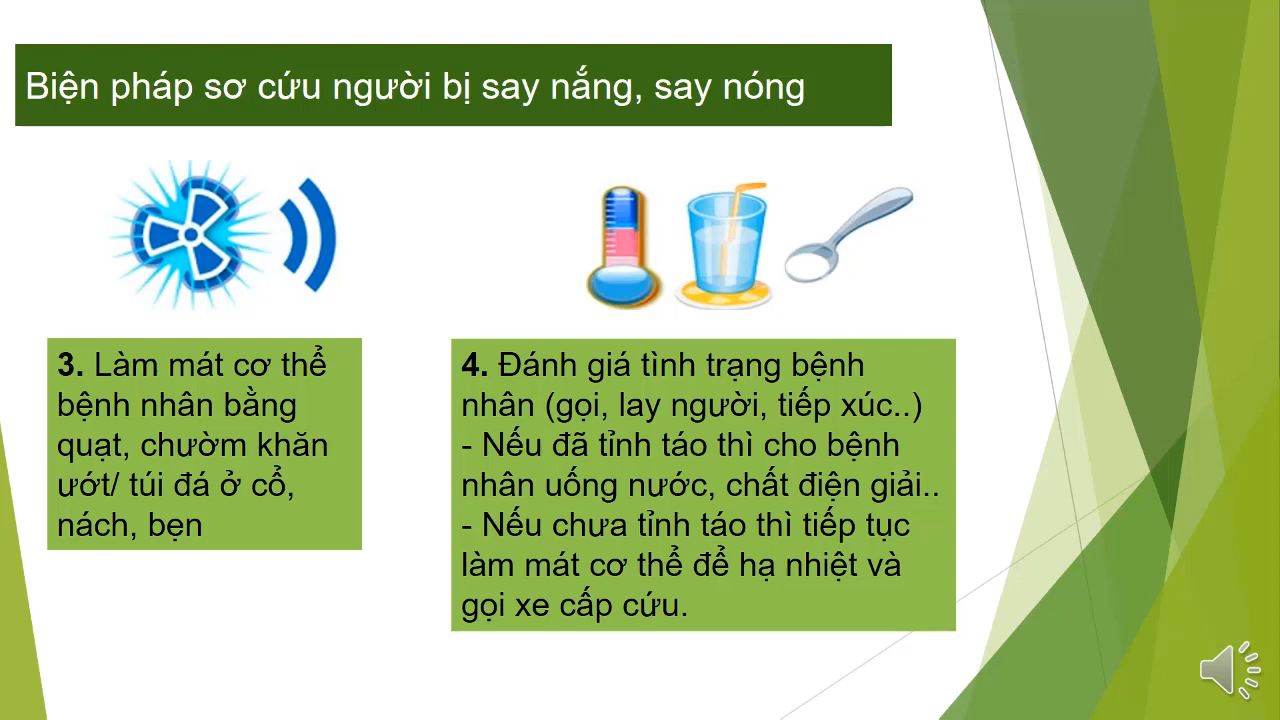 Biện pháp sơ cứu người bị say nắng, say nóng
3. Làm mát cơ thể
bệnh nhân bằng
quạt, chườm khăn
ướt/ túi đá ở cổ,
nách, bẹn
4. Đánh giá tình trạng bệnh
nhân (gọi, lay người, tiếp xúc..)
- Nếu đã tỉnh táo thì cho bệnh
nhân uống nước, chất điện giải..
- Nếu chưa tỉnh táo thì tiếp tục
làm mát cơ thể để hạ nhiệt và
gọi xe cấp cứu.